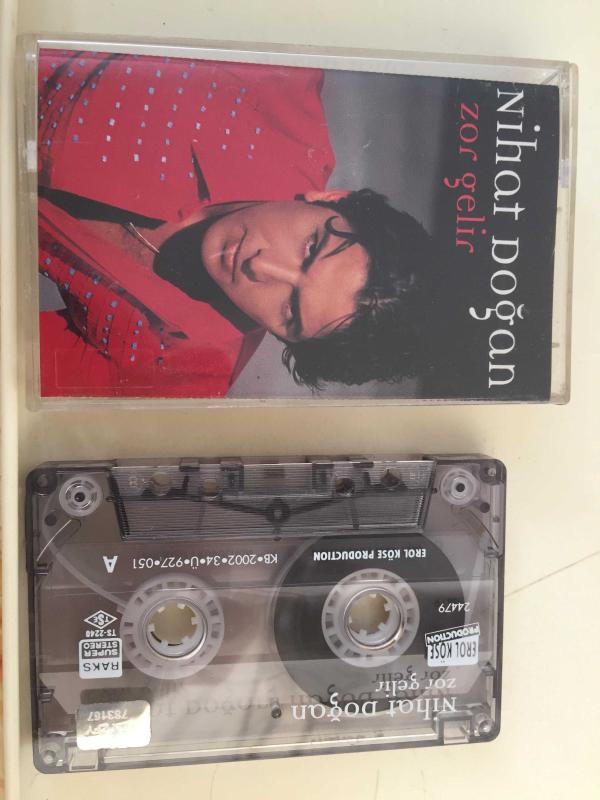 Nihat Doğan
zor gelir
EROL KÖSE PRODUCTION
KB•2002•34•Ü•927•051
A
24479
EROL KÖSE
PRODUCTION
TSE
TS-2240
RAKS
SUPER
STEREO
783167
Nihat Doğan
zor gelir